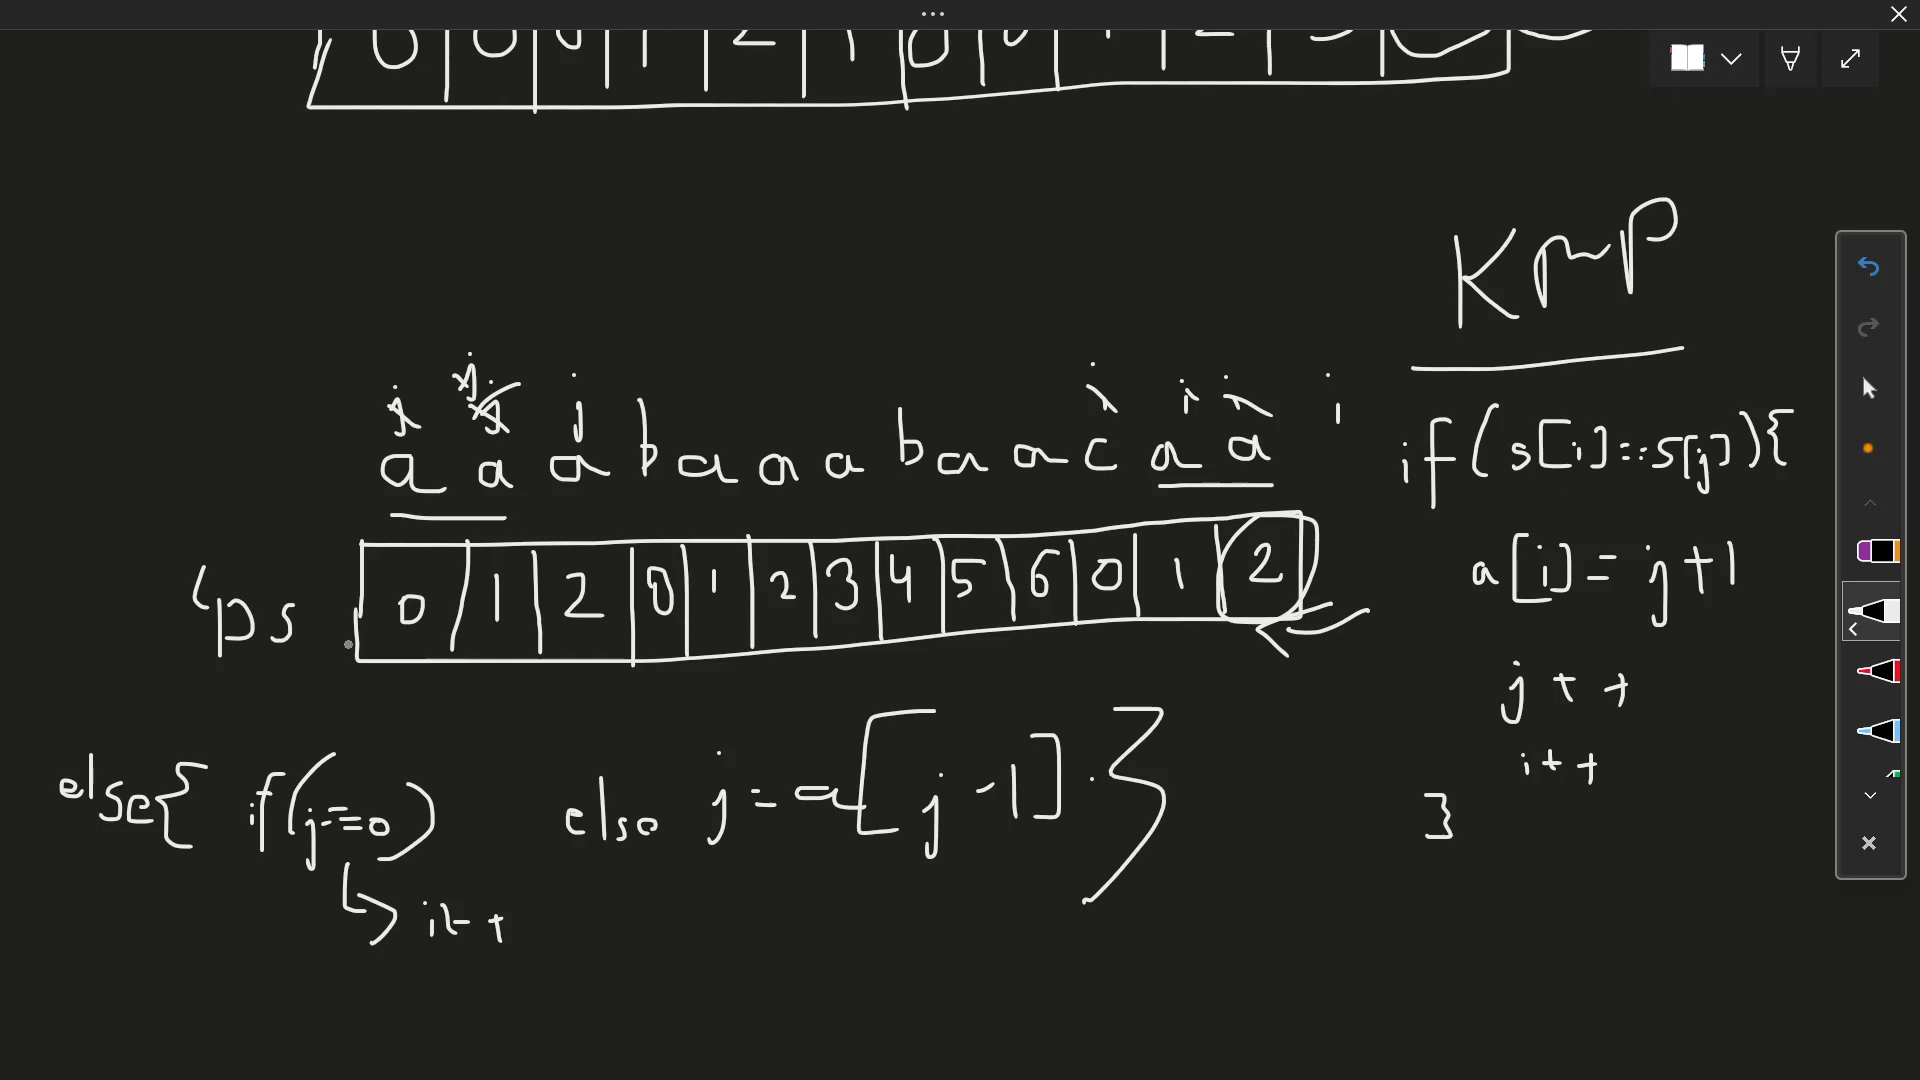 KMP
j j j j i i i i
a a a b a a a b a a c a a
if(s[i]==s[j]){
lps 0 1 2 0 1 2 3 4 5 6 0 1 2
a[i]=j+1
j++
i++
}
else{ if(j==0) else j=a[j-1] }
i++